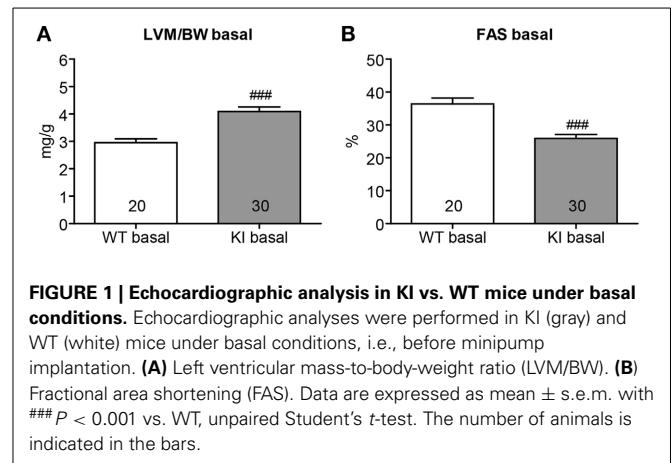 A
LVM/BW basal
6
5
4
3
2
1
0
mg/g
###
20
30
WT basal
KI basal
B
FAS basal
50
40
30
20
10
0
%
###
20
30
WT basal
KI basal
FIGURE 1 | Echocardiographic analysis in KI vs. WT mice under basal
conditions. Echocardiographic analyses were performed in KI (gray) and
WT (white) mice under basal conditions, i.e., before minipump
implantation. (A) Left ventricular mass-to-body-weight ratio (LVM/BW). (B)
Fractional area shortening (FAS). Data are expressed as mean ± s.e.m. with
###P < 0.001 vs. WT, unpaired Student's t-test. The number of animals is
indicated in the bars.